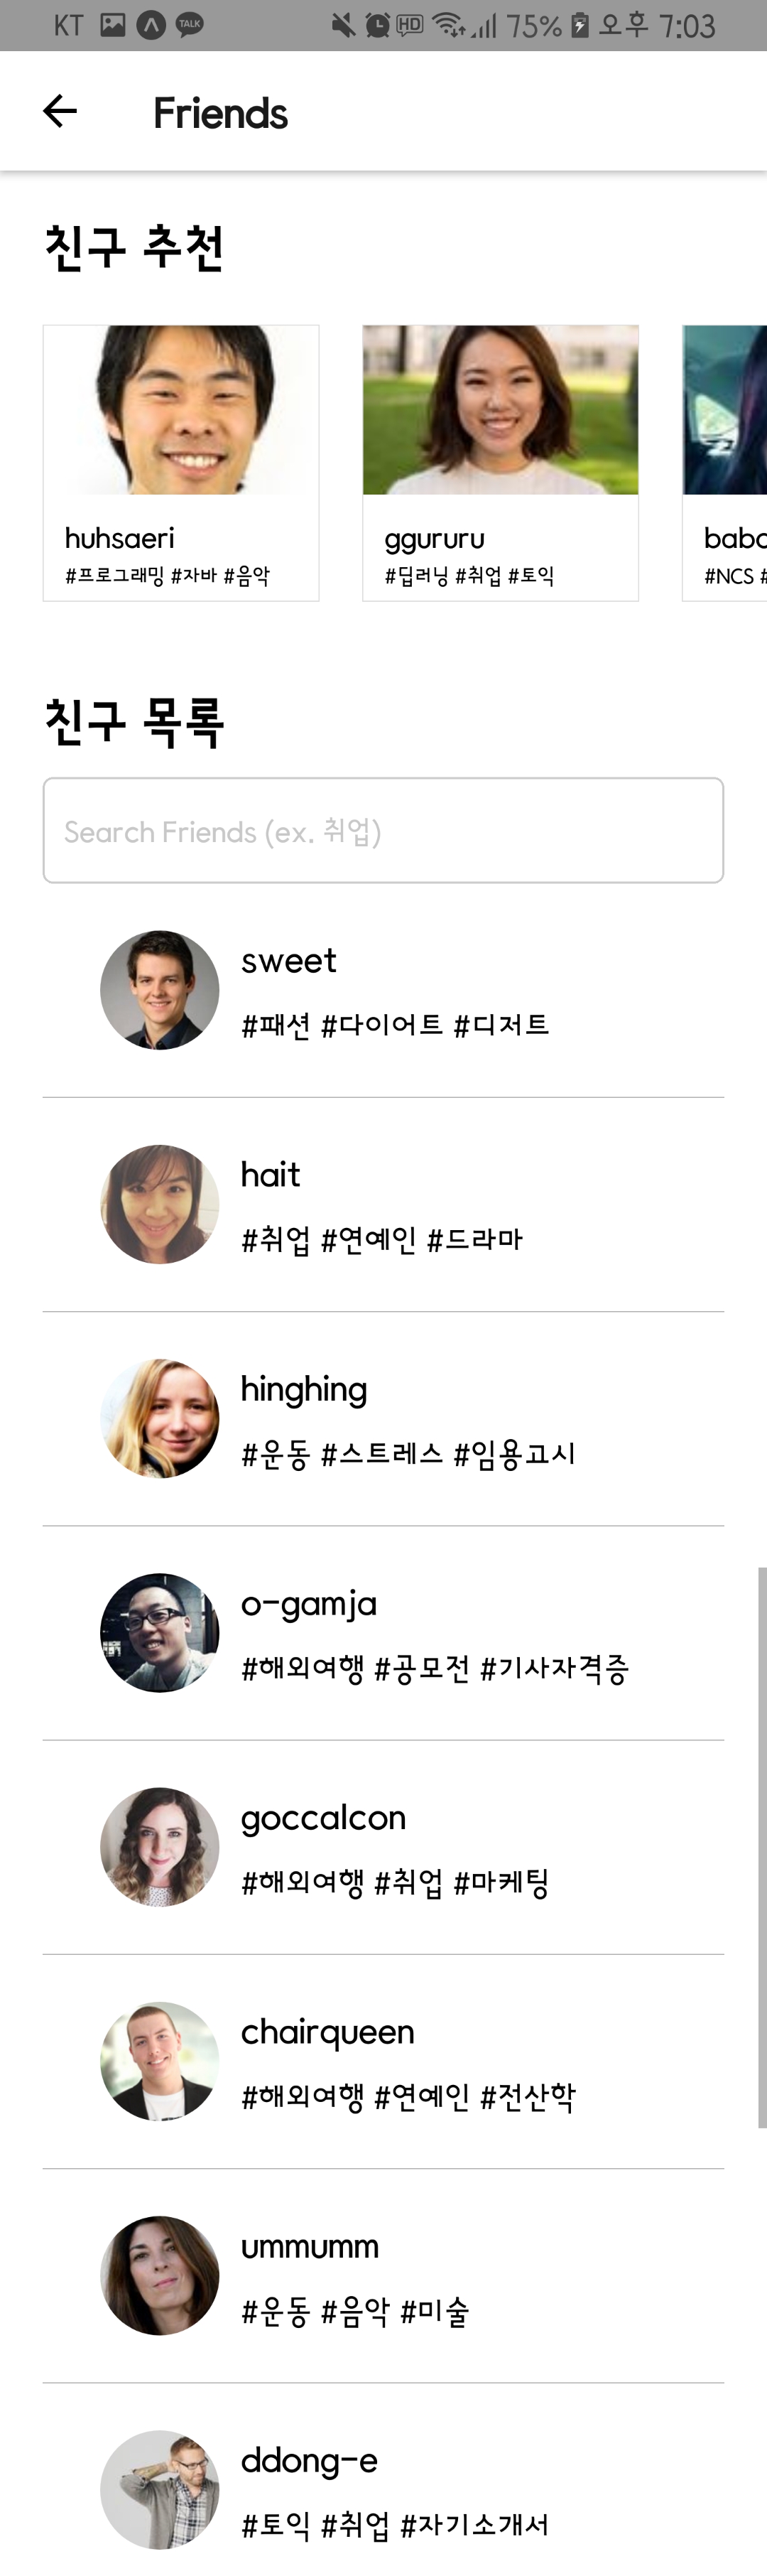 KT TALK HD 75% 오후 7:03
Friends
친구 추천
huhsaeri
#프로그래밍 #자바 #음악
ggururu
#딥러닝 #취업 #토익
#NCS #
친구 목록
Search Friends (ex. 취업)
sweet
#패션 #다이어트 #디저트
hait
#취업 #연예인 #드라마
hinghing
#운동 #스트레스 #임용고시
o-gamja
#해외여행 #공모전 #기사자격증
goccalcon
#해외여행 #취업 #마케팅
chairqueen
#해외여행 #연예인 #전산학
ummumm
#운동 #음악 #미술
ddong-e
#토익 #취업 #자기소개서